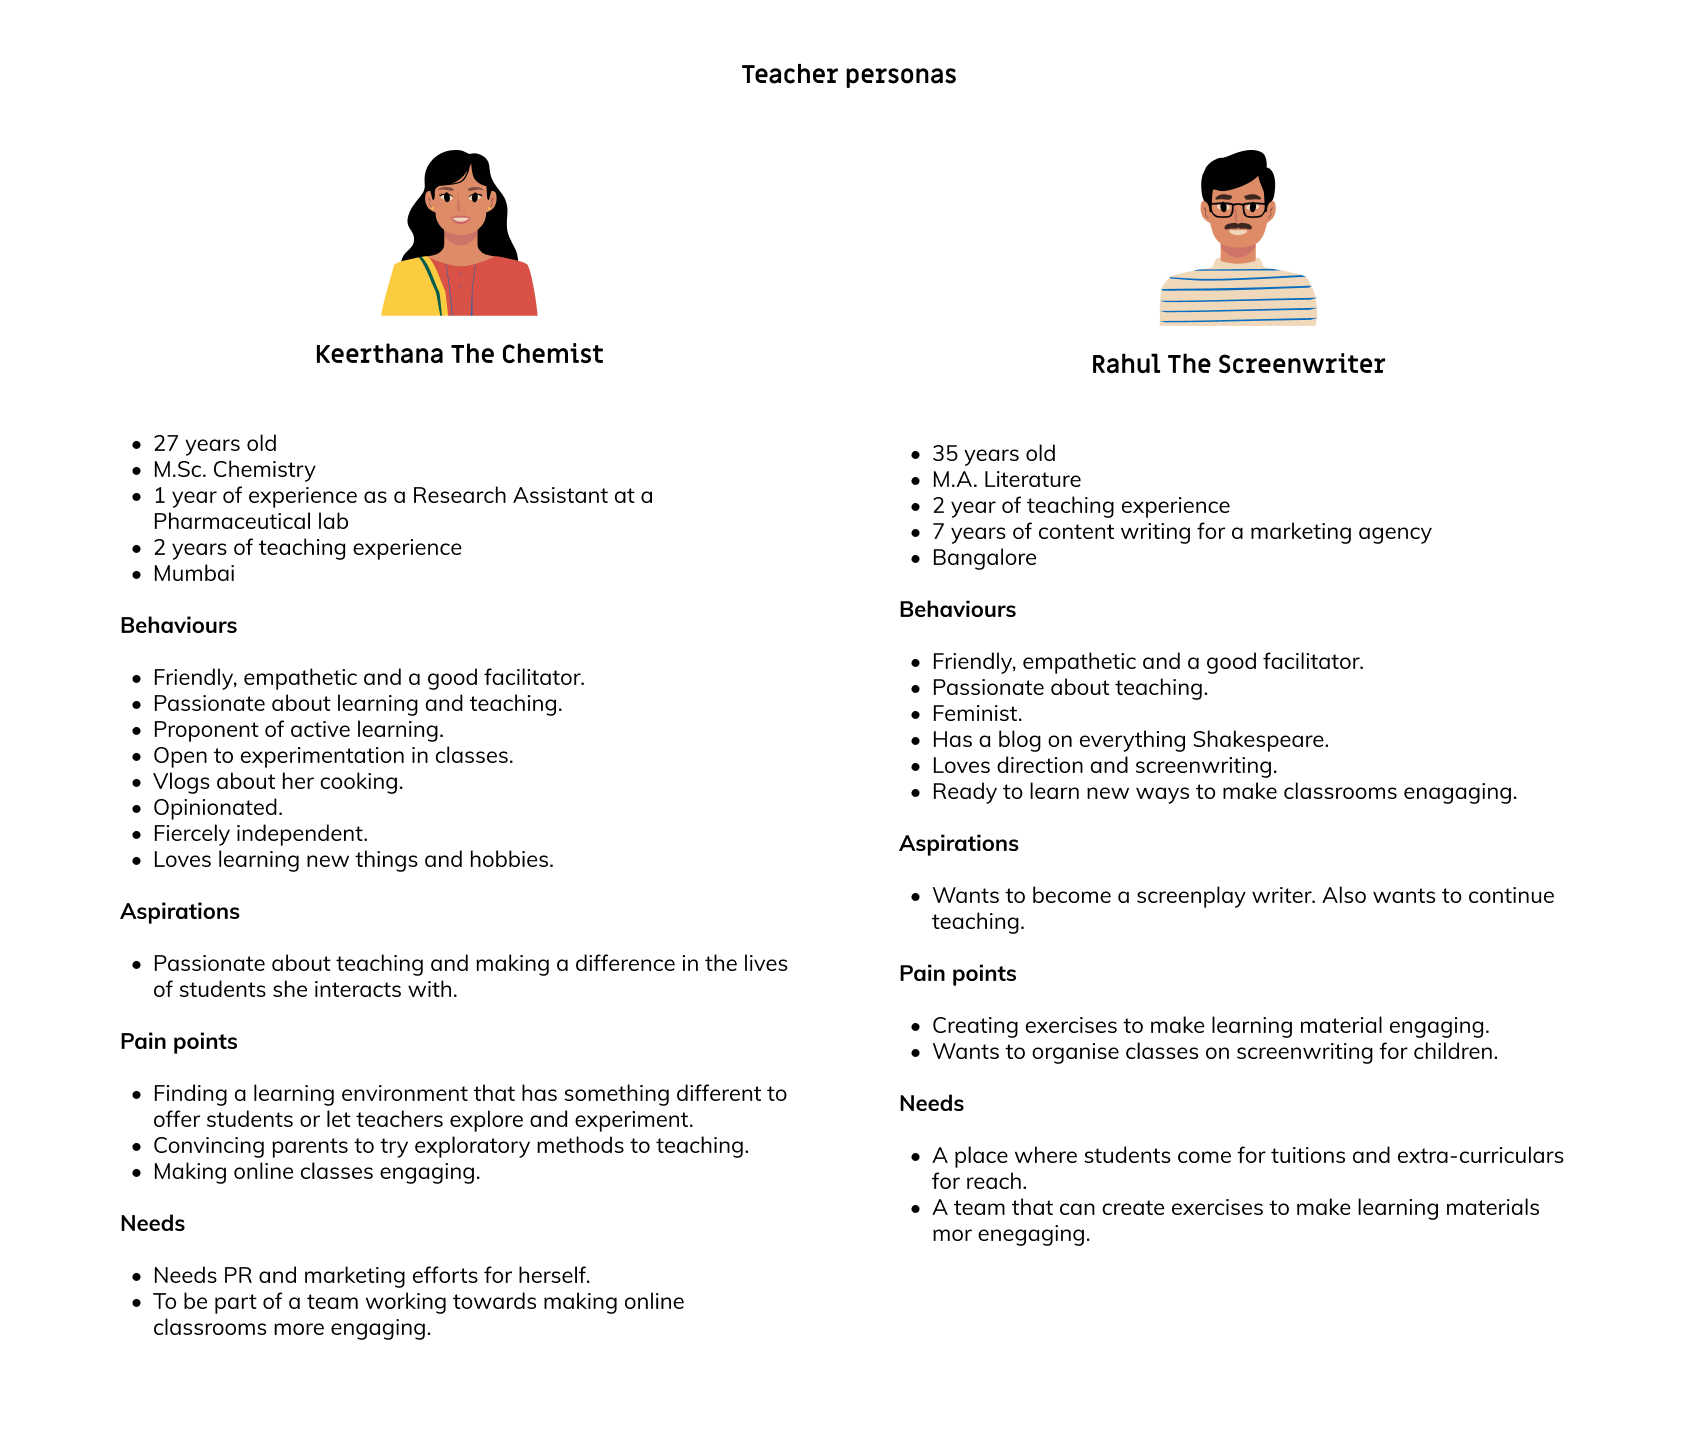 Teacher personas
Keerthana The Chemist
• 27 years old
• M.Sc. Chemistry
• 1 year of experience as a Research Assistant at a
Pharmaceutical lab
• 2 years of teaching experience
• Mumbai
Behaviours
• Friendly, empathetic and a good facilitator.
• Passionate about learning and teaching.
• Proponent of active learning.
• Open to experimentation in classes.
• Vlogs about her cooking.
• Opinionated.
• Fiercely independent.
• Loves learning new things and hobbies.
Aspirations
• Passionate about teaching and making a difference in the lives
of students she interacts with.
Pain points
• Finding a learning environment that has something different to
offer students or let teachers explore and experiment.
• Convincing parents to try exploratory methods to teaching.
• Making online classes engaging.
Needs
• Needs PR and marketing efforts for herself.
• To be part of a team working towards making online
classrooms more engaging.
Rahul The Screenwriter
• 35 years old
• M.A. Literature
• 2 year of teaching experience
• 7 years of content writing for a marketing agency
• Bangalore
Behaviours
• Friendly, empathetic and a good facilitator.
• Passionate about teaching.
• Feminist.
• Has a blog on everything Shakespeare.
• Loves direction and screenwriting.
• Ready to learn new ways to make classrooms enagaging.
Aspirations
• Wants to become a screenplay writer. Also wants to continue
teaching.
Pain points
• Creating exercises to make learning material engaging.
• Wants to organise classes on screenwriting for children.
Needs
• A place where students come for tuitions and extra-curriculars
for reach.
• A team that can create exercises to make learning materials
mor enegaging.